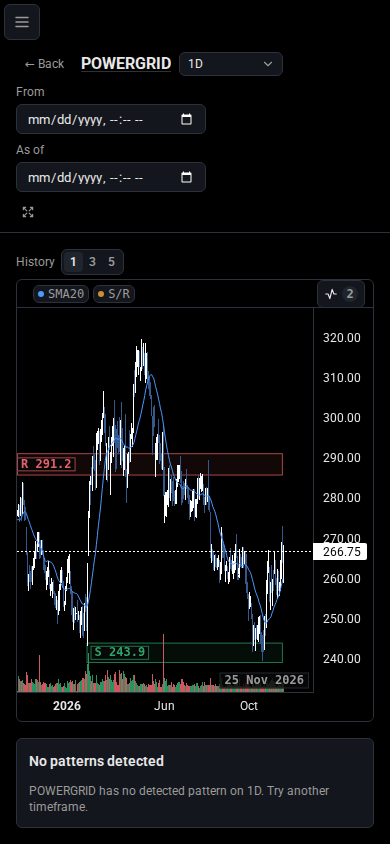 ← Back POWERGRID 1D
From
mm/dd/yyyy, --:-- --
As of
mm/dd/yyyy, --:-- --
History 1 3 5
SMA20 S/R 2
320.00
310.00
300.00
290.00
R 291.2
280.00
270.00
266.75
260.00
250.00
S 243.9
240.00
25 Nov 2026
2026 Jun Oct
No patterns detected
POWERGRID has no detected pattern on 1D. Try another
timeframe.